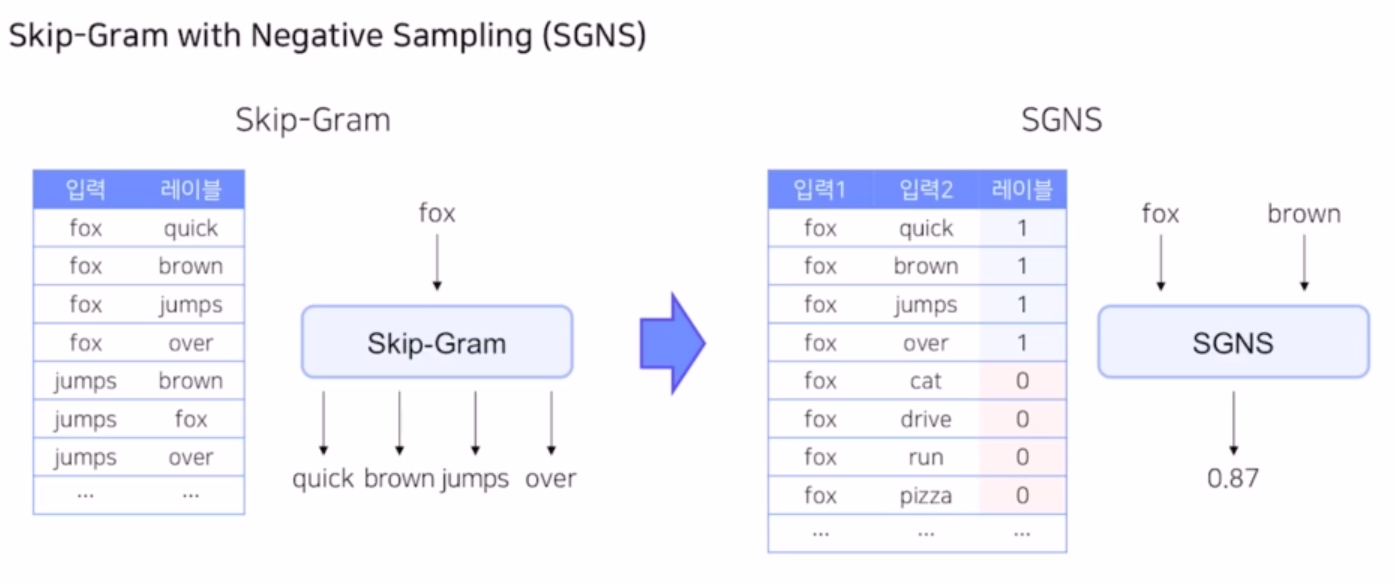 Skip-Gram with Negative Sampling (SGNS)
Skip-Gram
입력 레이블
fox quick
fox brown
fox jumps
fox over
jumps brown
jumps fox
jumps over
... ...
fox
Skip-Gram
quick brown jumps over
SGNS
입력1 입력2 레이블
fox quick 1
fox brown 1
fox jumps 1
fox over 1
fox cat 0
fox drive 0
fox run 0
fox pizza 0
... ... ...
fox brown
SGNS
0.87